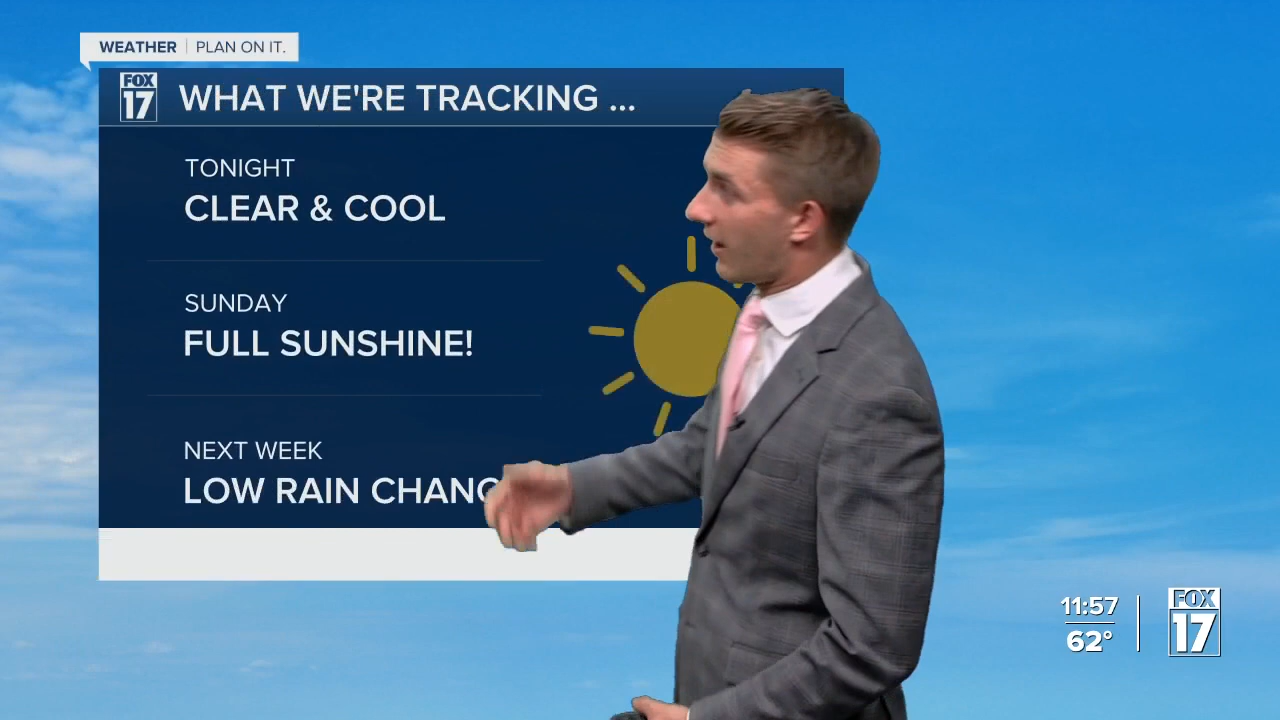 WEATHER | PLAN ON IT.
FOX 17 WHAT WE'RE TRACKING ...
TONIGHT
CLEAR & COOL
SUNDAY
FULL SUNSHINE!
NEXT WEEK
LOW RAIN CHANC
11:57
62°
FOX
17